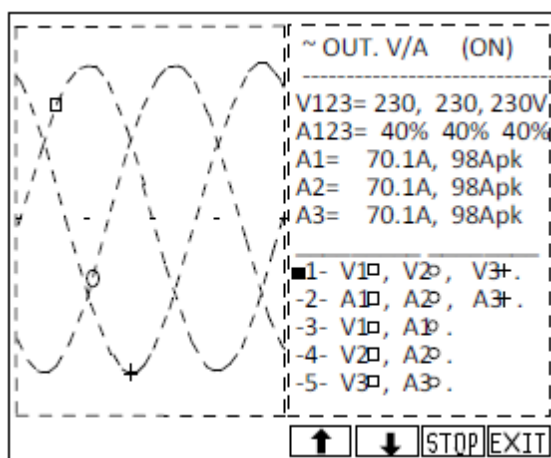 ~ OUT. V/A (ON)
V123= 230, 230, 230V
A123= 40% 40% 40%
A1= 70.1A, 98Apk
A2= 70.1A, 98Apk
A3= 70.1A, 98Apk
■1- V1□, V2○, V3+.
-2- A1□, A2○, A3+.
-3- V1□, A1○.
-4- V2□, A2○.
-5- V3□, A3○.
↑ ↓ STOP EXIT